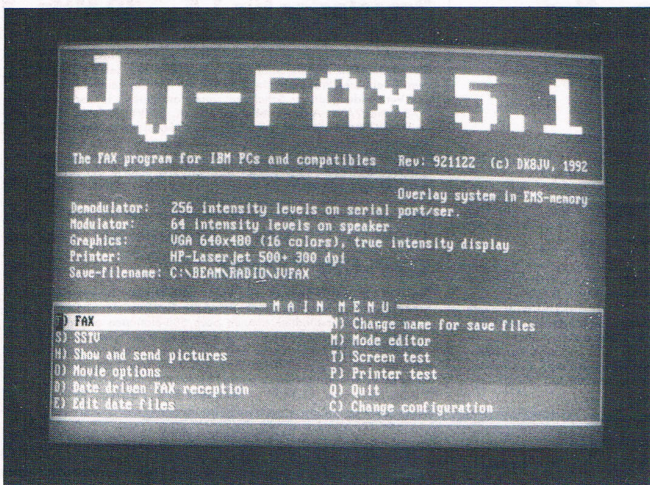 JV-FAX 5.1
The FAX program for IBM PCs and compatibles Rev: 921122 (c) DK8JV, 1992
Overlay system in EMS-memory
Demodulator: 256 intensity levels on serial port/ser.
Modulator: 64 intensity levels on speaker
Graphics: VGA 640x480 (16 colors), true intensity display
Printer: HP-Laserjet 500+ 300 dpi
Save-filename: C:\BEAM\RADIO\JVFAX
MAIN MENU
F) FAX
S) SSTV
H) Show and send pictures
O) Movie options
D) Date driven FAX reception
E) Edit date files
N) Change name for save files
M) Mode editor
T) Screen test
P) Printer test
Q) Quit
C) Change configuration